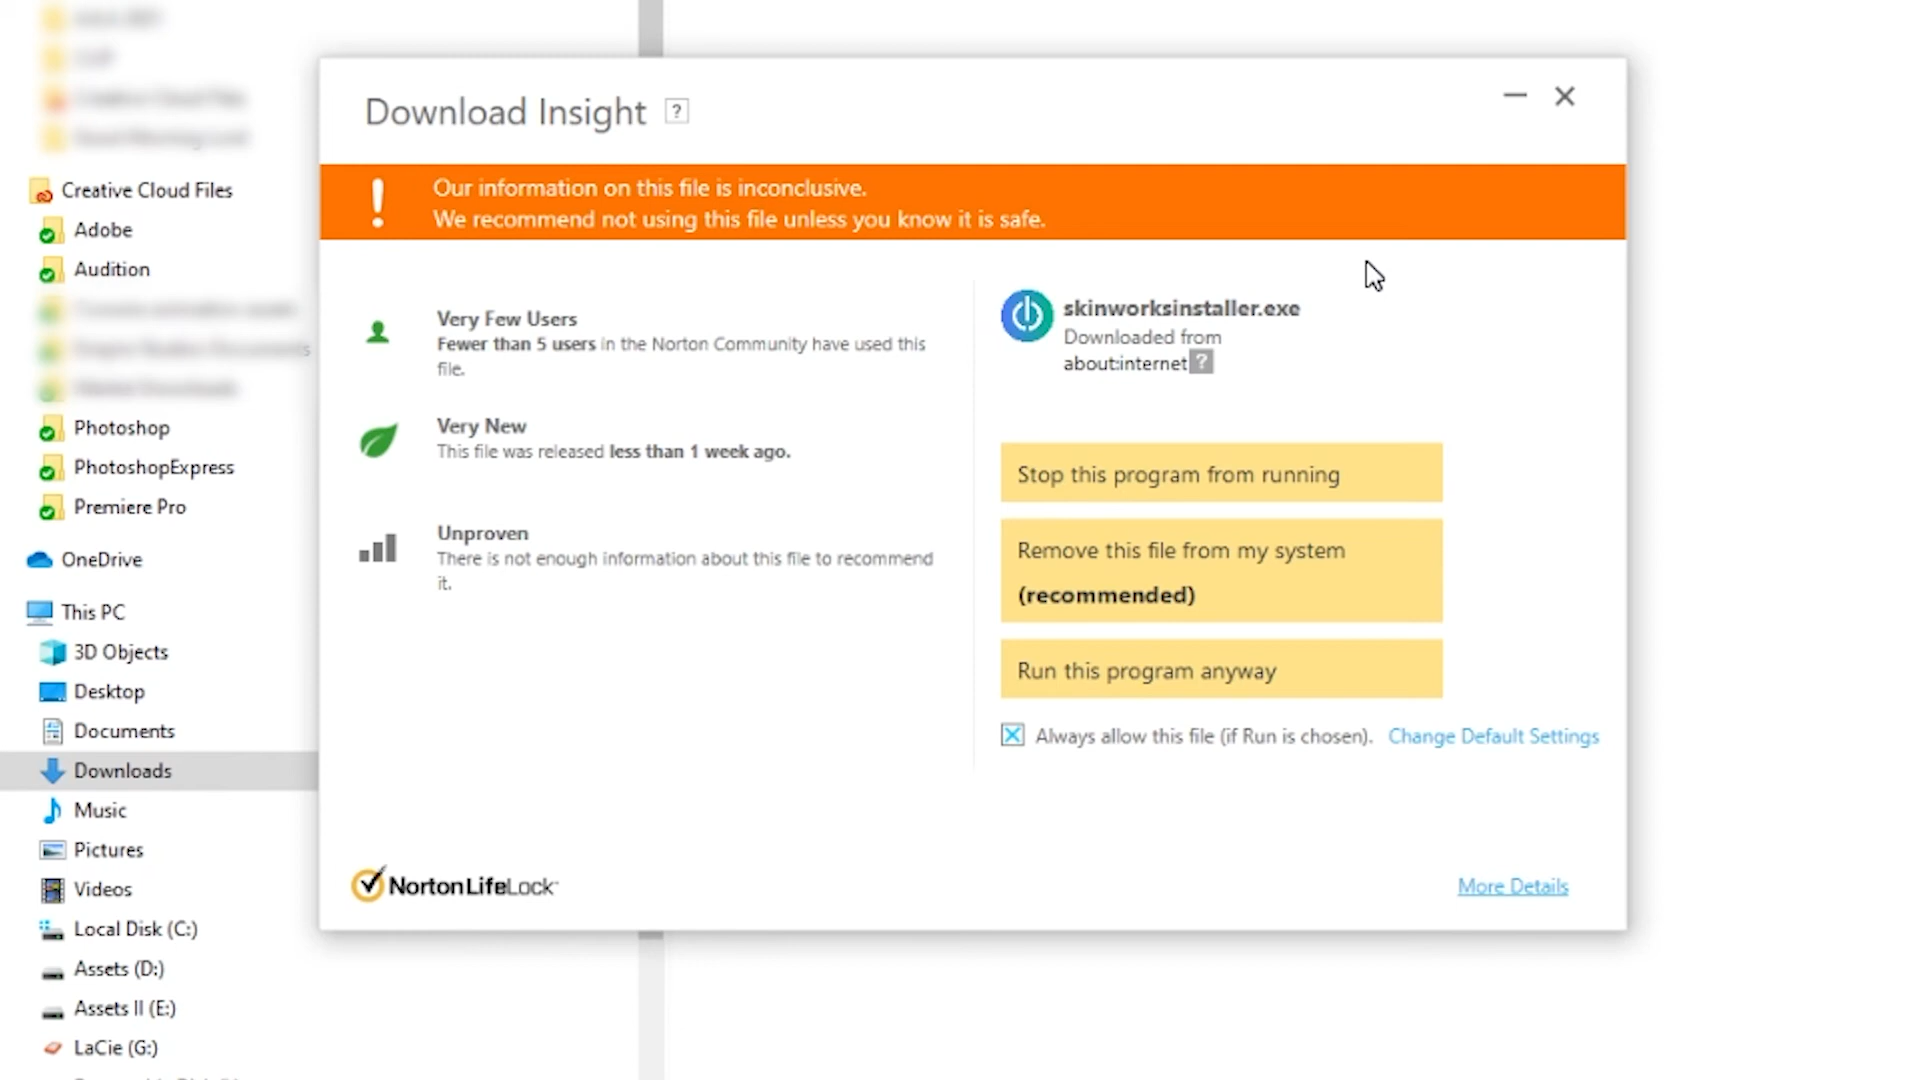 Creative Cloud Files
Adobe
Audition
Photoshop
PhotoshopExpress
Premiere Pro
OneDrive
This PC
3D Objects
Desktop
Documents
Downloads
Music
Pictures
Videos
Local Disk (C:)
Assets (D:)
Assets II (E:)
LaCie (G:)
Download Insight ?
Our information on this file is inconclusive.
We recommend not using this file unless you know it is safe.
Very Few Users
Fewer than 5 users in the Norton Community have used this
file.
Very New
This file was released less than 1 week ago.
Unproven
There is not enough information about this file to recommend
it.
skinworksinstaller.exe
Downloaded from
about:internet ?
Stop this program from running
Remove this file from my system
(recommended)
Run this program anyway
Always allow this file (if Run is chosen). Change Default Settings
NortonLifeLock
More Details